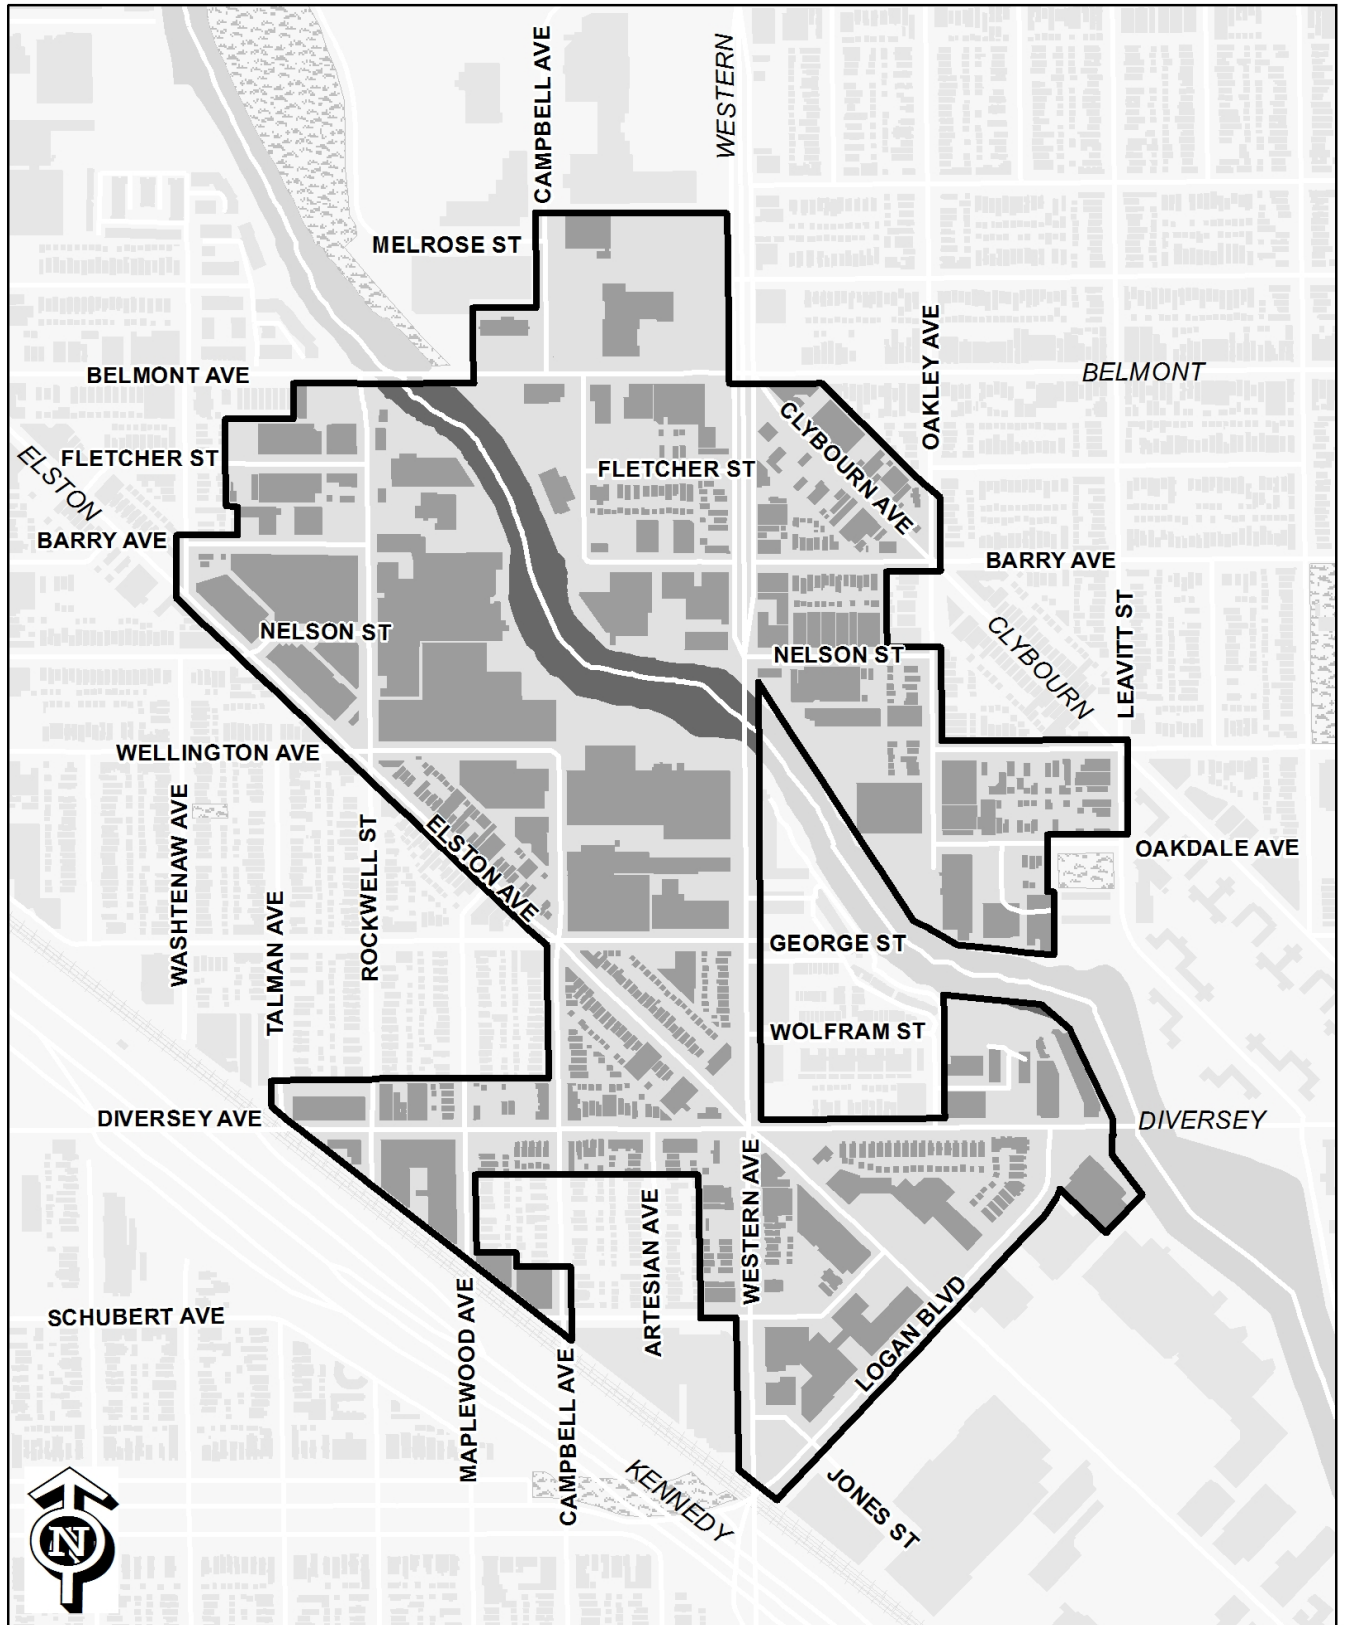 CAMPBELL AVE
WESTERN
MELROSE ST
OAKLEY AVE
BELMONT AVE
BELMONT
CLYBOURN AVE
ELSTON
FLETCHER ST
FLETCHER ST
BARRY AVE
BARRY AVE
LEAVITT ST
CLYBOURN
NELSON ST
NELSON ST
WELLINGTON AVE
WASHTENAW AVE
ROCKWELL ST
ELSTON AVE
OAKDALE AVE
TALMAN AVE
GEORGE ST
WOLFRAM ST
DIVERSEY AVE
DIVERSEY
WESTERN AVE
ARTESIAN AVE
MAPLEWOOD AVE
SCHUBERT AVE
LOGAN BLVD
CAMPBELL AVE
KENNEDY
JONES ST
N